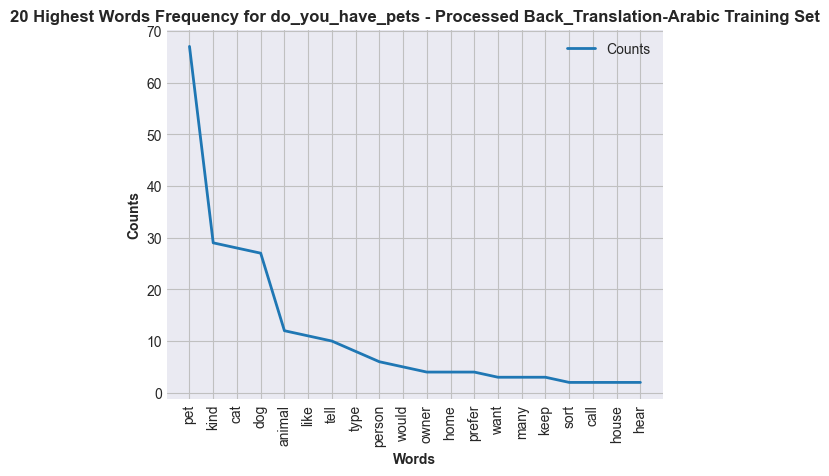 20 Highest Words Frequency for do_you_have_pets - Processed Back_Translation-Arabic Training Set
Counts
70
60
50
40
30
20
10
0
Counts
pet
kind
cat
dog
animal
like
tell
type
person
would
owner
home
prefer
want
many
keep
sort
call
house
hear
Words